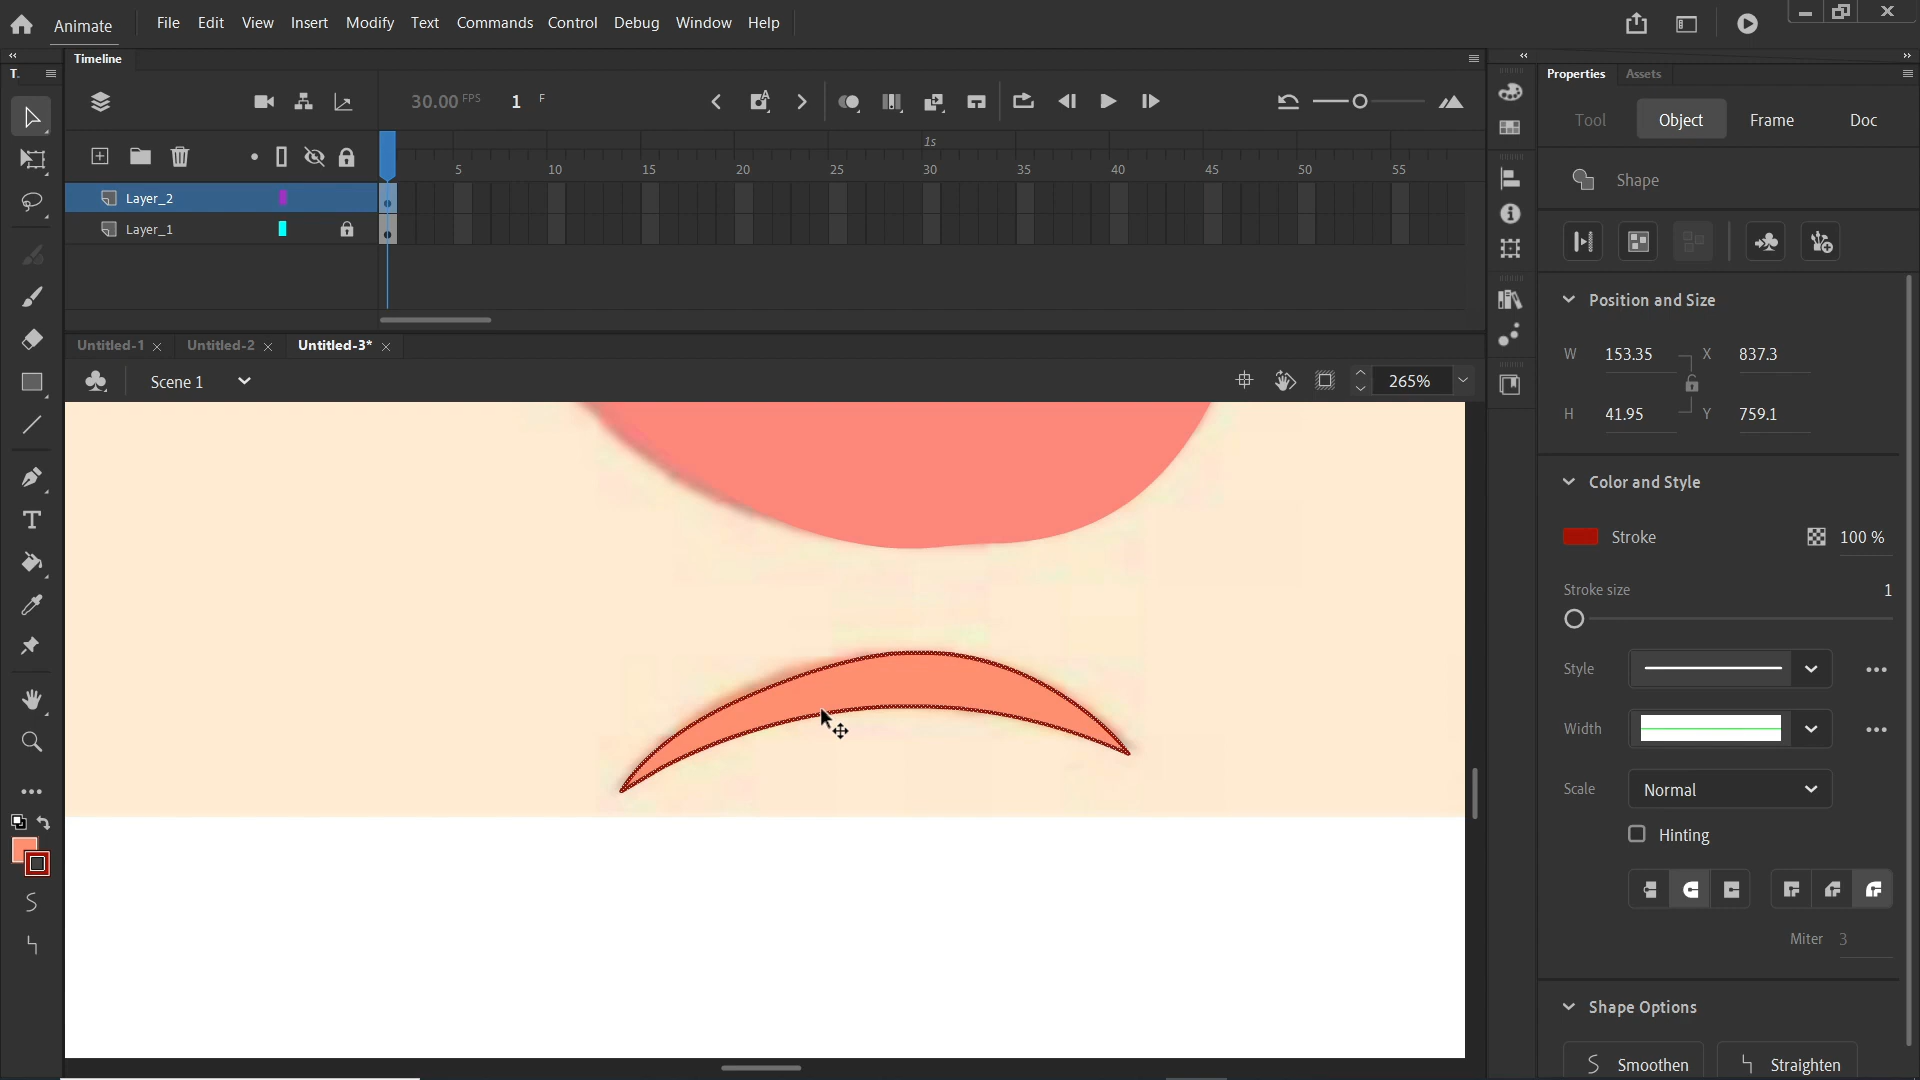 Animate File Edit View Insert Modify Text Commands Control Debug Window Help
Timeline
T.
Properties Assets
30.00 FPS 1 F
Tool Object Frame Doc
1s
5 10 15 20 25 30 35 40 45 50 55
Layer_2
Layer_1
Shape
Position and Size
Untitled-1 Untitled-2 Untitled-3*
W 153.35 X 837.3
Scene 1 265%
H 41.95 Y 759.1
Color and Style
Stroke 100 %
Stroke size 1
Style
Width
Scale Normal
Hinting
Miter 3
Shape Options
Smoothen Straighten